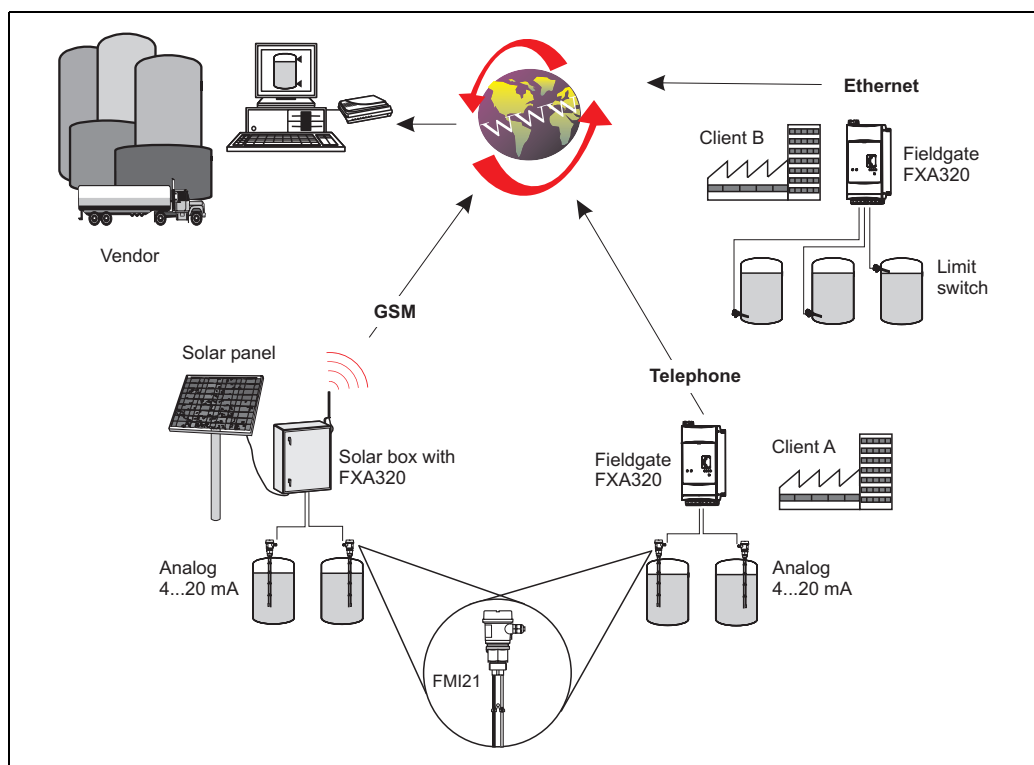 Ethernet
Client B
Fieldgate
FXA320
WWW
Vendor
Limit
switch
GSM
Solar panel
Telephone
Solar box with
FXA320
Fieldgate
FXA320
Client A
Analog
4...20 mA
Analog
4...20 mA
FMI21